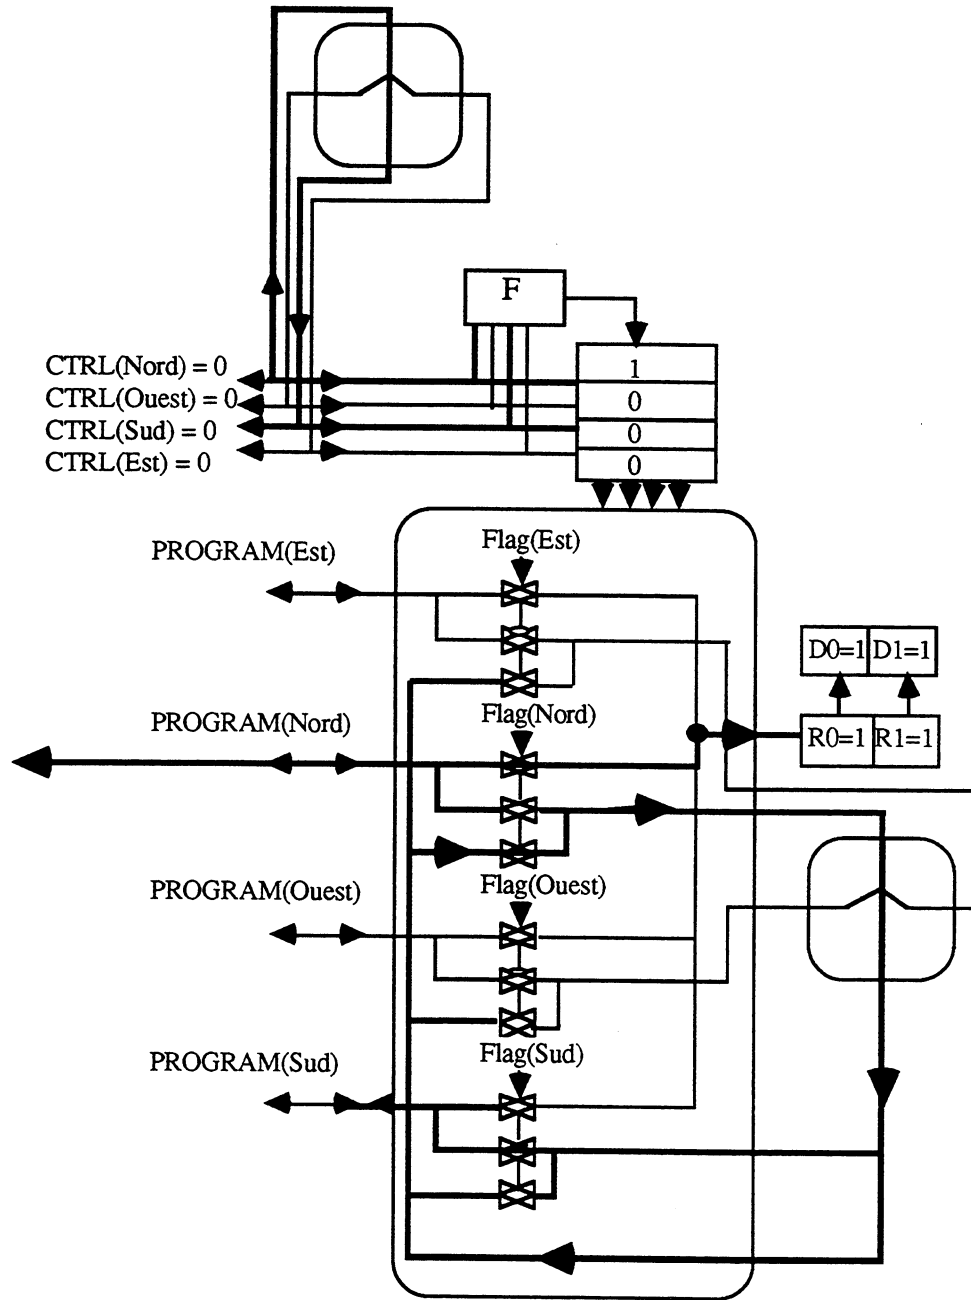 F
CTRL(Nord) = 0
1
CTRL(Ouest) = 0
0
CTRL(Sud) = 0
0
CTRL(Est) = 0
0
Flag(Est)
PROGRAM(Est)
D0=1 D1=1
Flag(Nord)
PROGRAM(Nord)
R0=1 R1=1
Flag(Ouest)
PROGRAM(Ouest)
Flag(Sud)
PROGRAM(Sud)